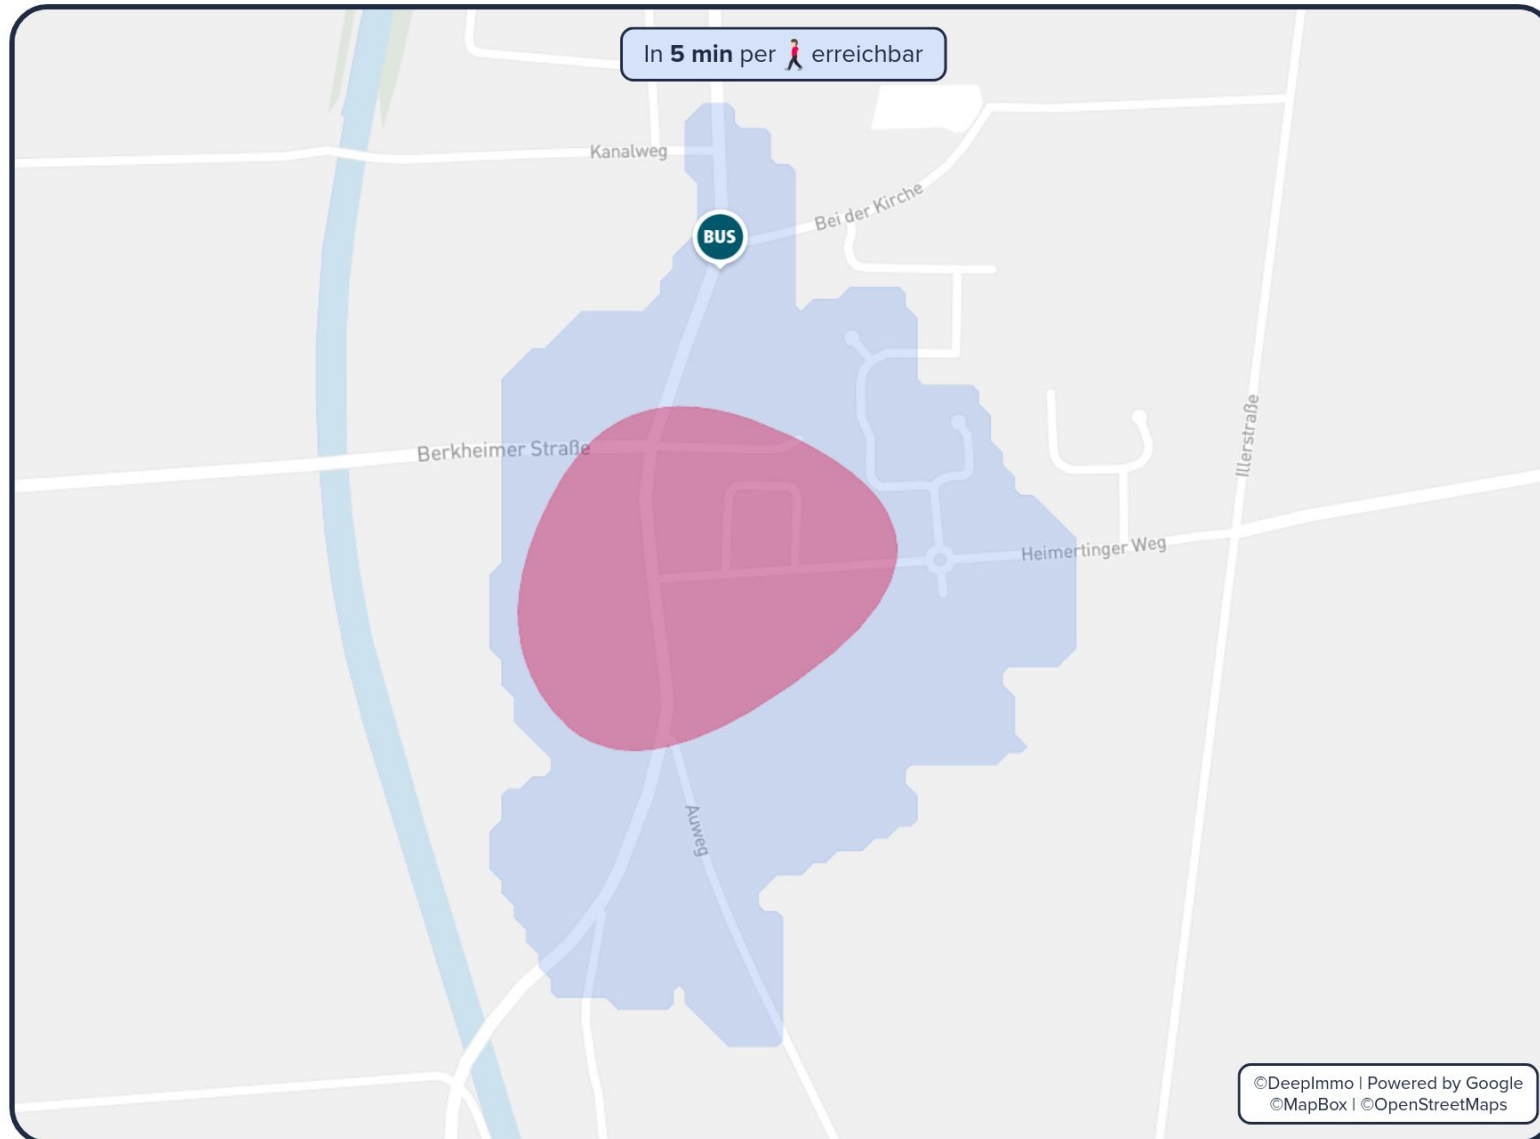 In 5 min per erreichbar
Kanalweg
Bei der Kirche
BUS
Berkheimer Straße
Illerstraße
Heimertinger Weg
Auweg
©DeepImmo | Powered by Google
©MapBox | ©OpenStreetMaps